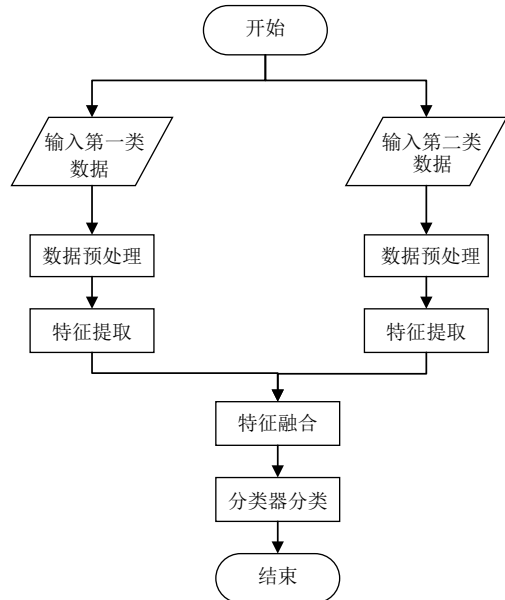 开始
输入第一类
数据
输入第二类
数据
数据预处理
数据预处理
特征提取
特征提取
特征融合
分类器分类
结束